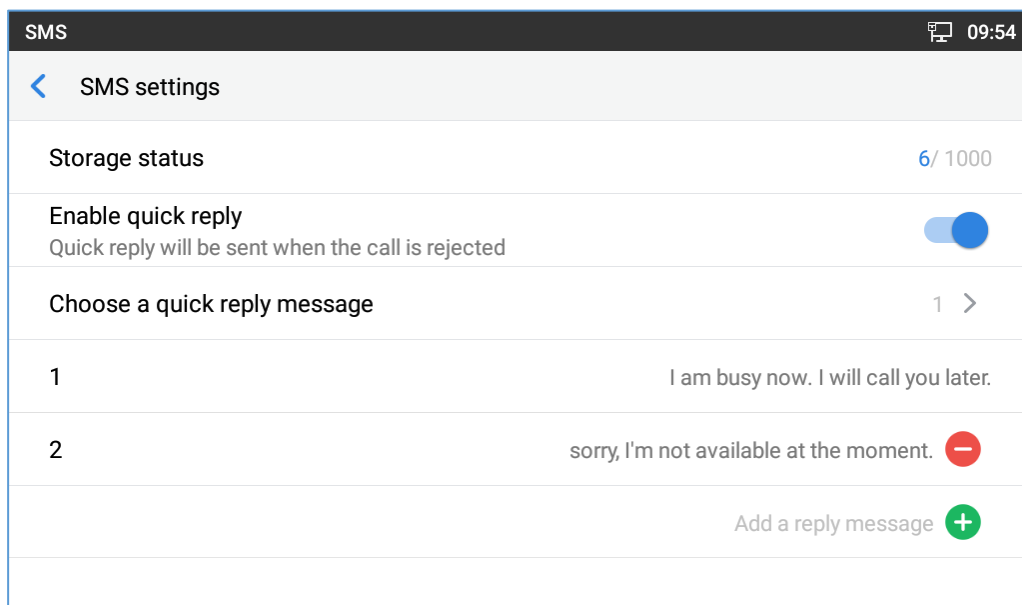 SMS 09:54
SMS settings
Storage status 6/ 1000
Enable quick reply
Quick reply will be sent when the call is rejected
Choose a quick reply message 1
1 I am busy now. I will call you later.
2 sorry, I'm not available at the moment.
Add a reply message